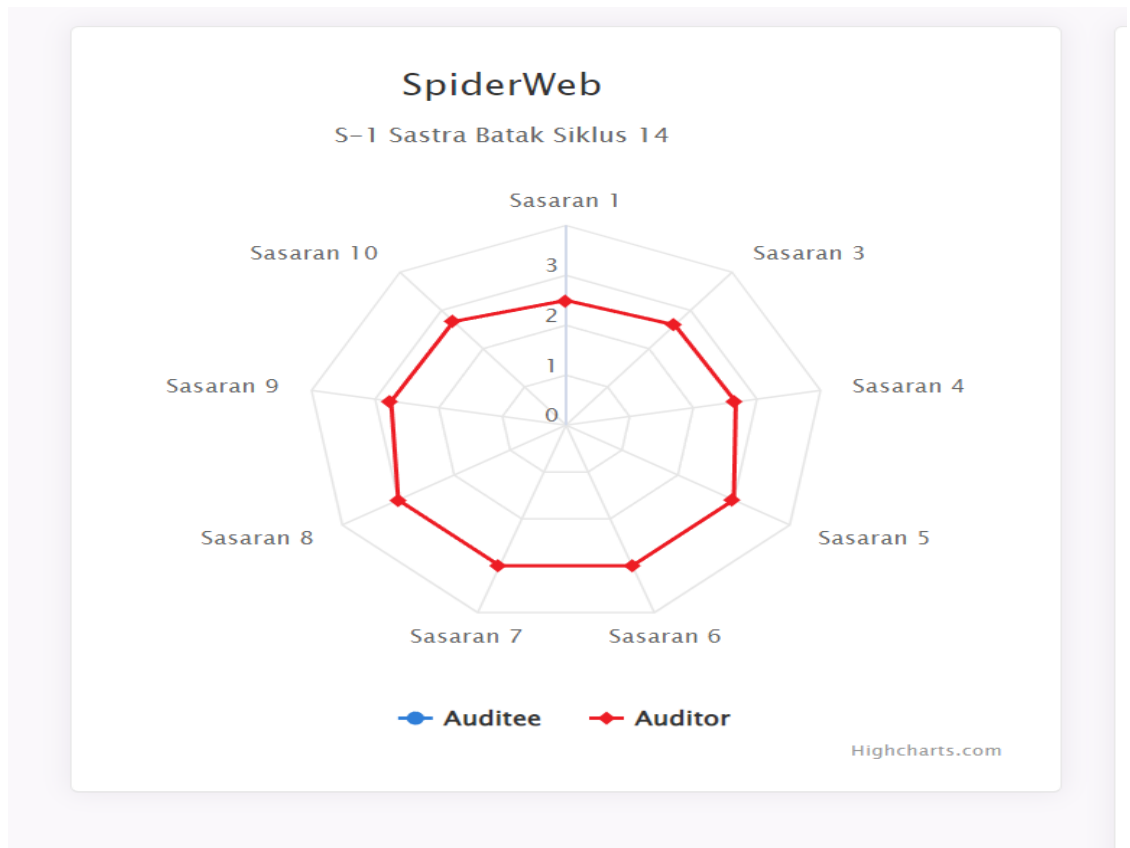 SpiderWeb
S-1 Sastra Batak Siklus 14
Sasaran 1
Sasaran 10
Sasaran 3
3
2
1
0
Sasaran 9
Sasaran 4
Sasaran 8
Sasaran 5
Sasaran 7
Sasaran 6
Auditee
Auditor
Highcharts.com